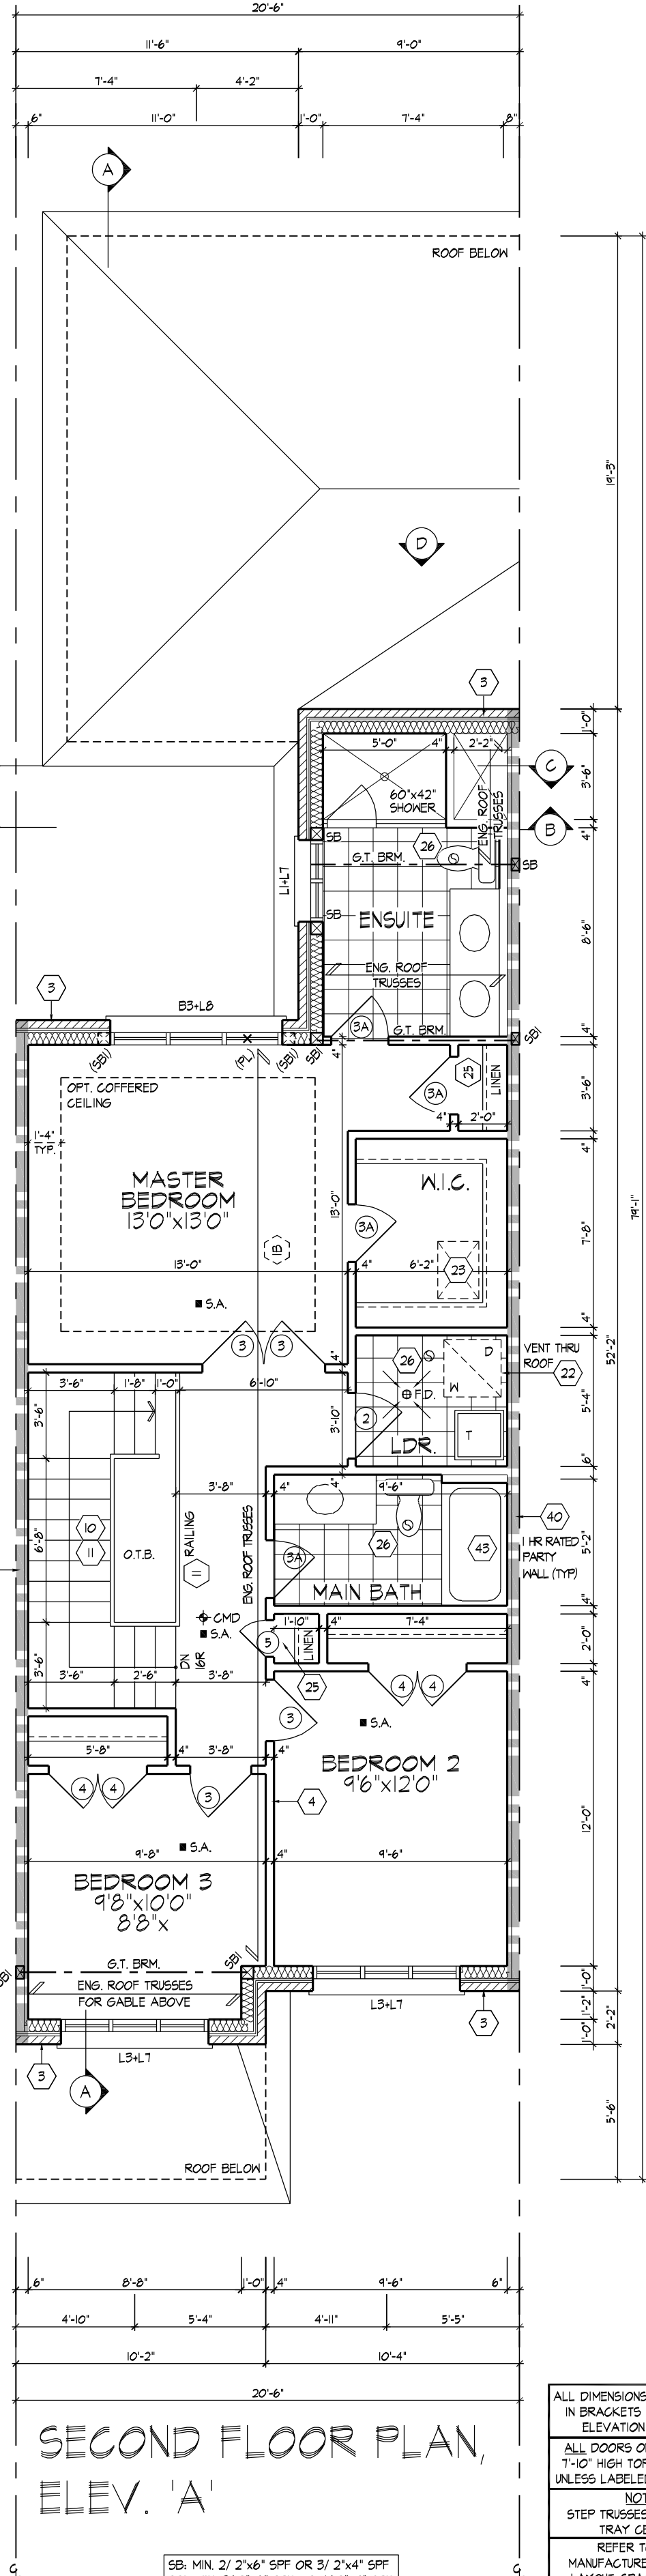 20'-6"
11'-6"
9'-0"
7'-4"
4'-2"
6"
11'-0"
1'-0"
7'-4"
8"
A
ROOF BELOW
19'-3"
D
3
1'-0"
5'-0"
4"
2'-2"
C
3'-6"
60"x42"
SHOWER
ENG. ROOF
TRUSSES
B
4"
SB
26
G.T. BRM.
SB
L1+L7
SB
ENSUITE
8'-6"
ENG. ROOF
TRUSSES
3
B3+L8
3A
G.T. BRM.
4"
(SB1)
(PL)
(SB1)
SB1
4"
SB1
OPT. COFFERED
CEILING
25
LINEN
3'-6"
3A
1'-4"
TYP.
4"
2'-0"
4"
MASTER
BEDROOM
13'0"x13'0"
W.I.C.
13'-0"
79'-1"
3A
7'-8"
1B
13'-0"
4"
6'-2"
23
S.A.
4"
3
3
4"
26
D
VENT THRU
ROOF
22
52'-2"
3'-6"
1'-8"
1'-0"
6'-10"
F.D.
W
5'-4"
3'-6"
3'-10"
2
LDR.
T
6"
3'-8"
4"
4"
9'-6"
10
11
O.T.B.
RAILING
11
ENG. ROOF TRUSSES
6'-8"
26
43
40
1 HR RATED
PARTY
WALL (TYP)
5'-2"
3A
MAIN BATH
4"
CMD
S.A.
1'-10"
4"
7'-4"
5
LINEN
2'-0"
DN
16R
3'-6"
3'-6"
2'-6"
3'-8"
25
4
4
4"
3
S.A.
5'-8"
4"
3'-8"
4"
BEDROOM 2
9'6"x12'0"
4
4
3
4
12'-0"
S.A.
9'-8"
4"
9'-6"
BEDROOM 3
9'8"x10'0"
8'8"x
G.T. BRM.
SB1
SB1
ENG. ROOF TRUSSES
FOR GABLE ABOVE
1'-0"
1'-2"
1'-0"
2'-2"
L3+L7
3
L3+L7
3
A
5'-6"
ROOF BELOW
6"
8'-8"
1'-0"
4"
9'-6"
6"
4'-10"
5'-4"
4'-11"
5'-5"
10'-2"
10'-4"
20'-6"
SECOND FLOOR PLAN,
ELEV. 'A'
ALL DIMENSIONS
IN BRACKETS
ELEVATION
ALL DOORS
7'-10" HIGH
UNLESS
STEP TRUSSES
TRAY
REFER
SB: MIN. 2/ 2"x6" SPF OR 3/ 2"x4" SPF